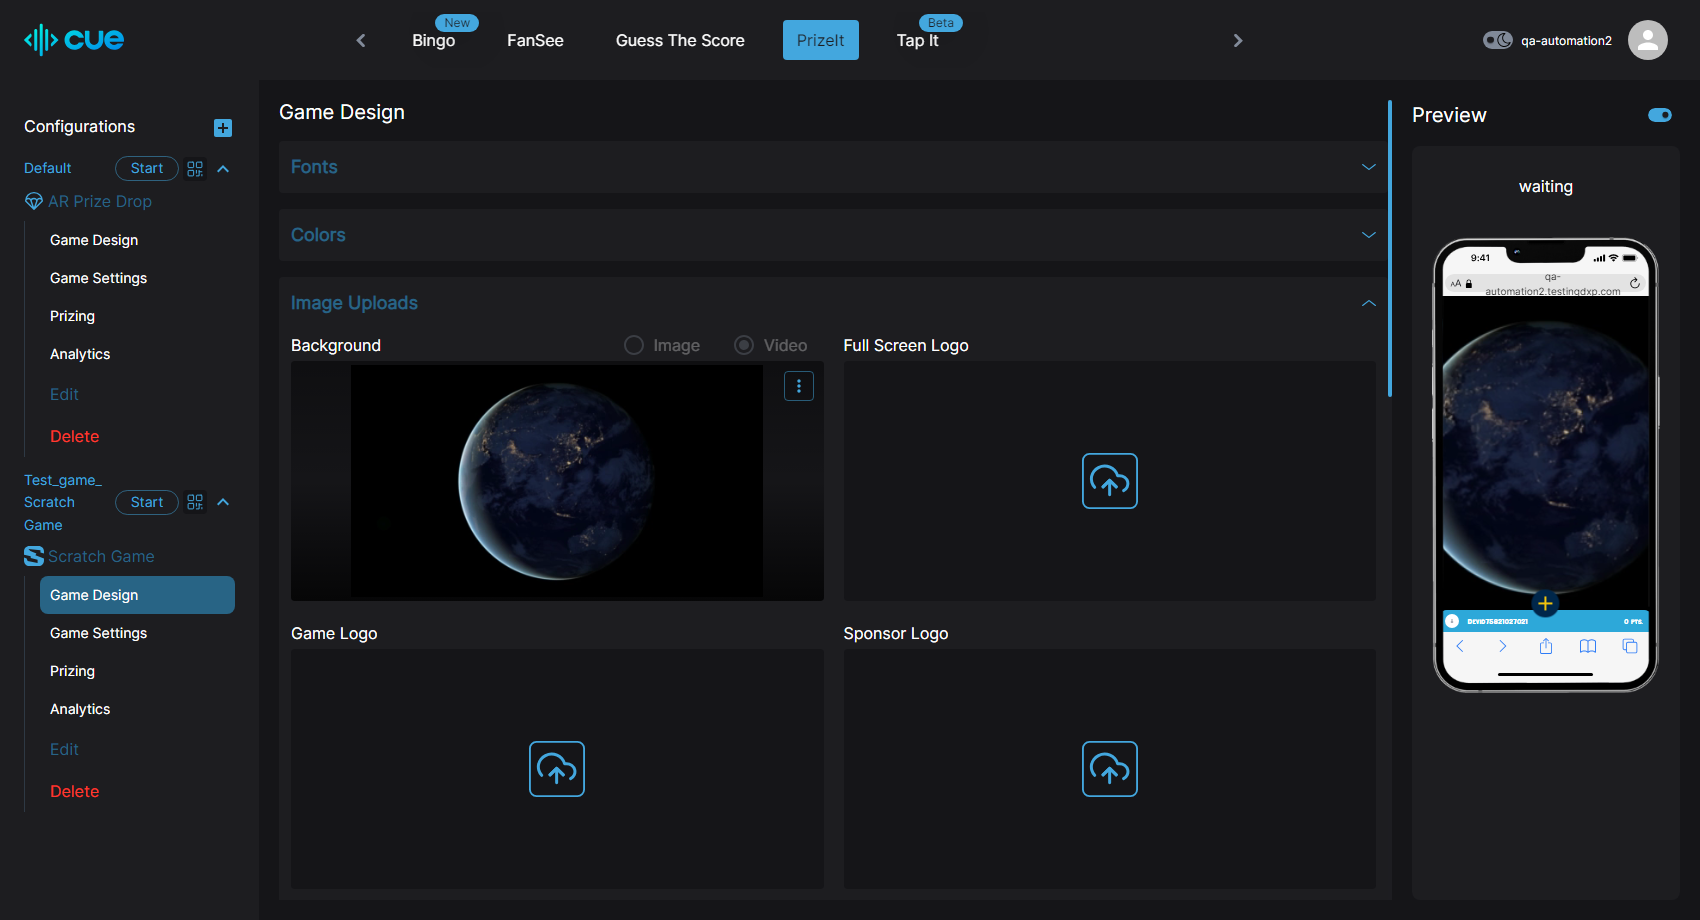 cue
New
Bingo
FanSee
Guess The Score
PrizeIt
Beta
Tap It
qa-automation2
Configurations
Default
Start
AR Prize Drop
Game Design
Game Settings
Prizing
Analytics
Edit
Delete
Test_game_
Scratch
Game
Start
Scratch Game
Game Design
Game Settings
Prizing
Analytics
Edit
Delete
Game Design
Fonts
Colors
Image Uploads
Background
Image
Video
Full Screen Logo
Game Logo
Sponsor Logo
Preview
waiting
9:41
AA
qa-
automation2.testingdxp.com
0 PTS.